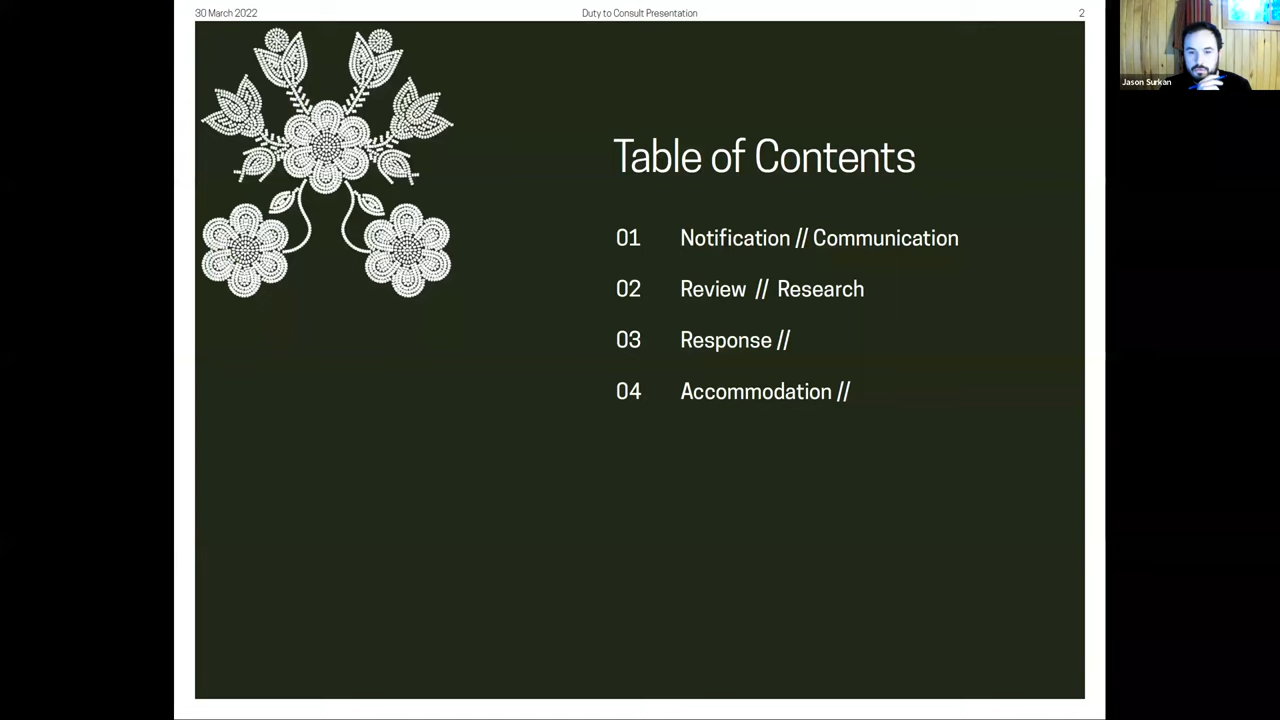 30 March 2022
Duty to Consult Presentation
2
Jason Surkan
Table of Contents
01 Notification // Communication
02 Review // Research
03 Response //
04 Accommodation //